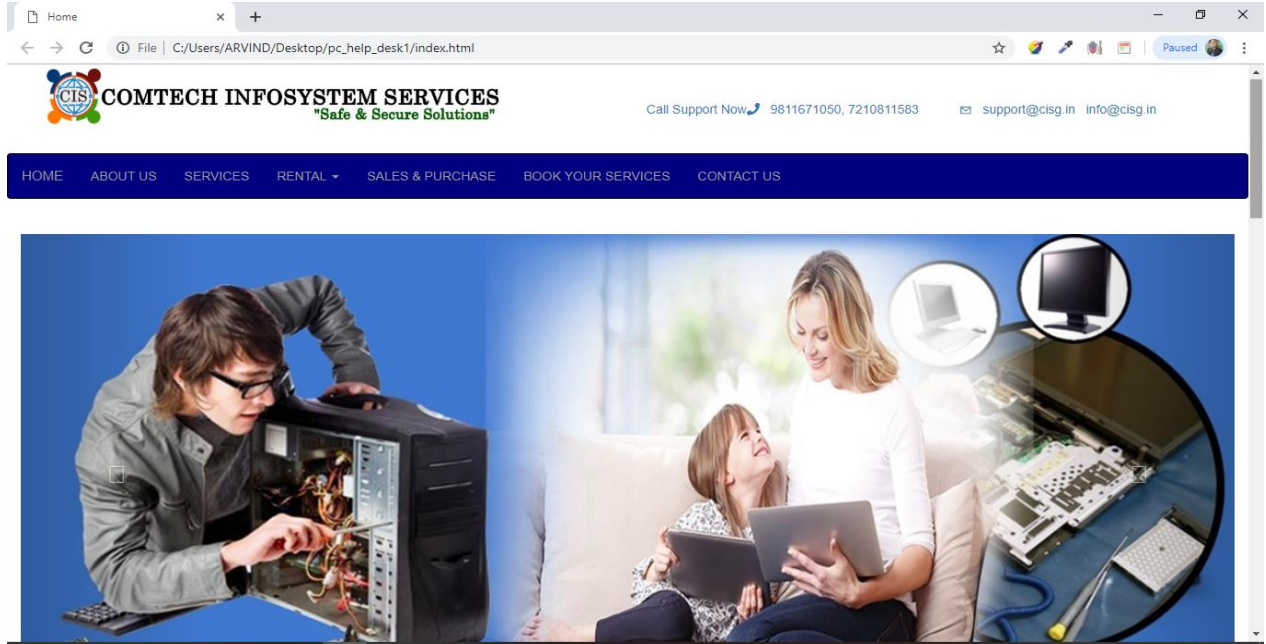 Home
File | C:/Users/ARVIND/Desktop/pc_help_desk1/index.html
Paused
CIS COMTECH INFOSYSTEM SERVICES
"Safe & Secure Solutions"
Call Support Now 9811671050, 7210811583 support@cisg.in info@cisg.in
HOME ABOUT US SERVICES RENTAL SALES & PURCHASE BOOK YOUR SERVICES CONTACT US